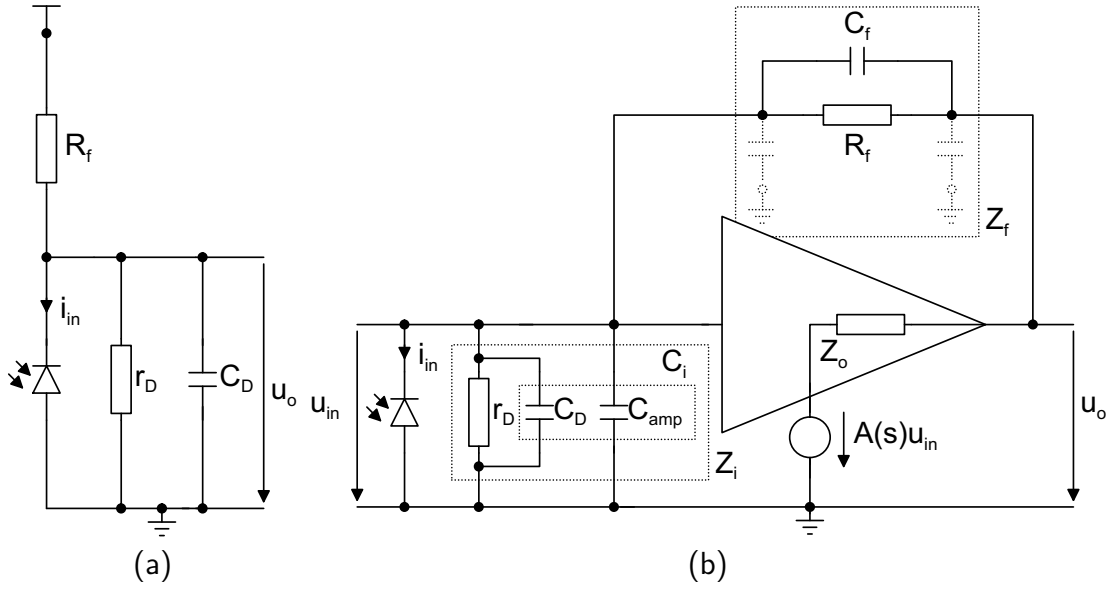 R_f
i_in
r_D
C_D
u_o
(a)
C_f
R_f
Z_f
Z_o
u_in
i_in
C_i
r_D
C_D
C_amp
Z_i
A(s)u_in
u_o
(b)